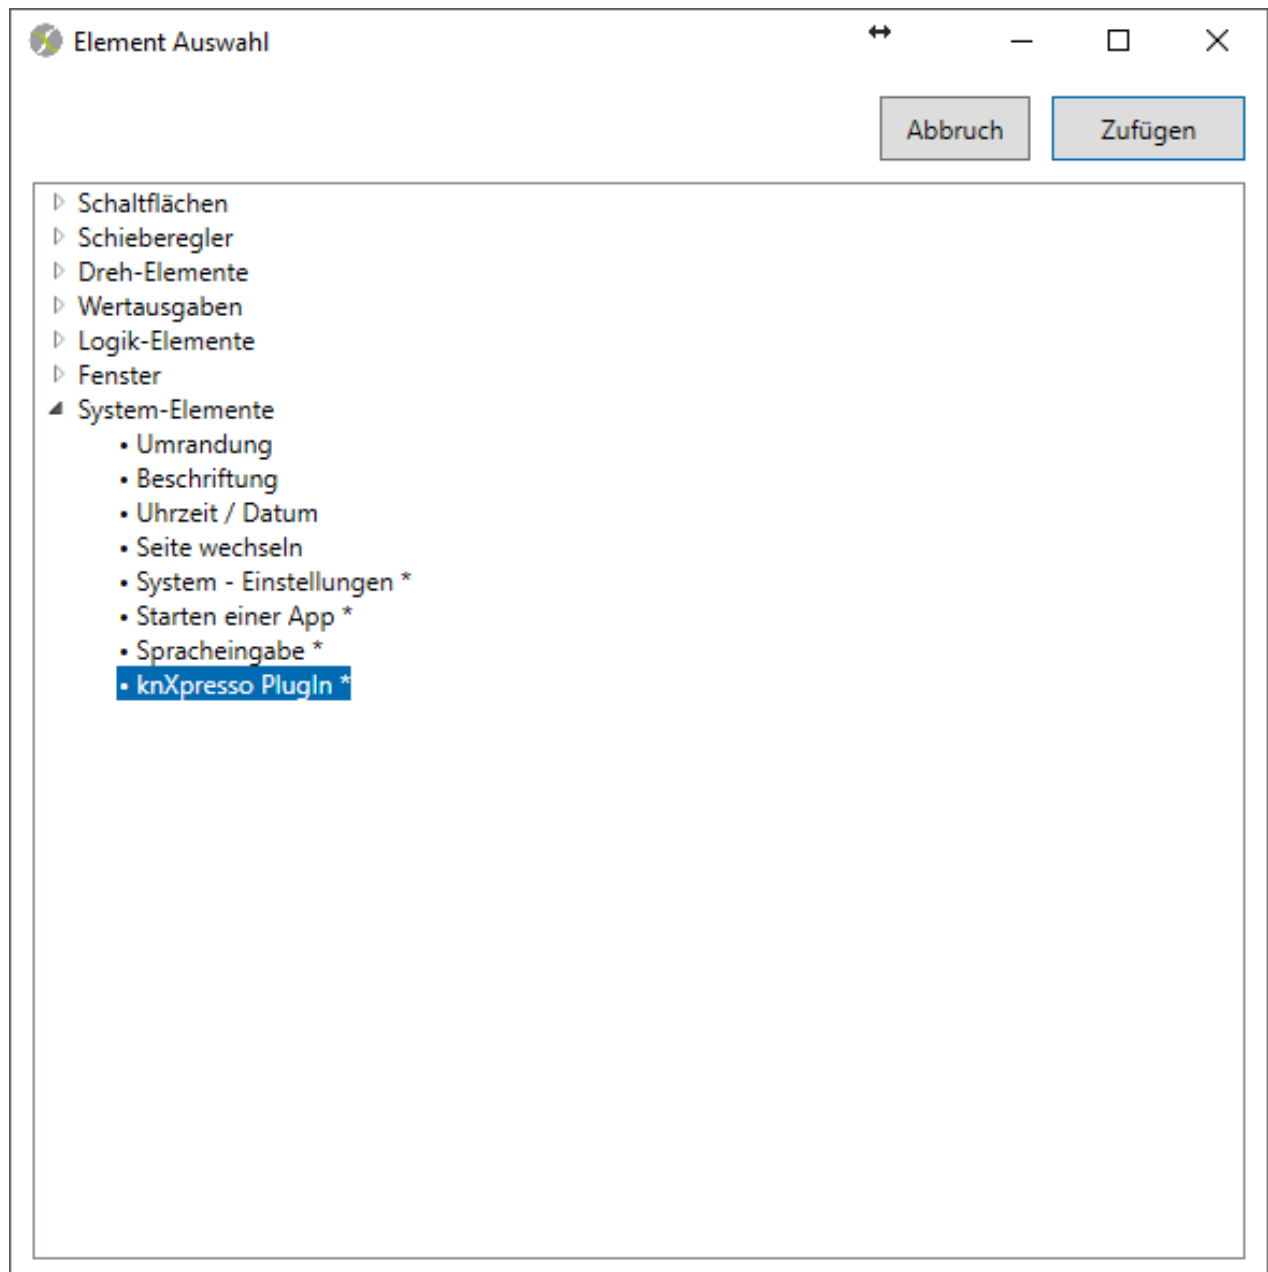 Element Auswahl
Abbruch Zufügen
Schaltflächen
Schieberegler
Dreh-Elemente
Wertausgaben
Logik-Elemente
Fenster
System-Elemente
• Umrandung
• Beschriftung
• Uhrzeit / Datum
• Seite wechseln
• System - Einstellungen *
• Starten einer App *
• Spracheingabe *
• knXpresso PlugIn *